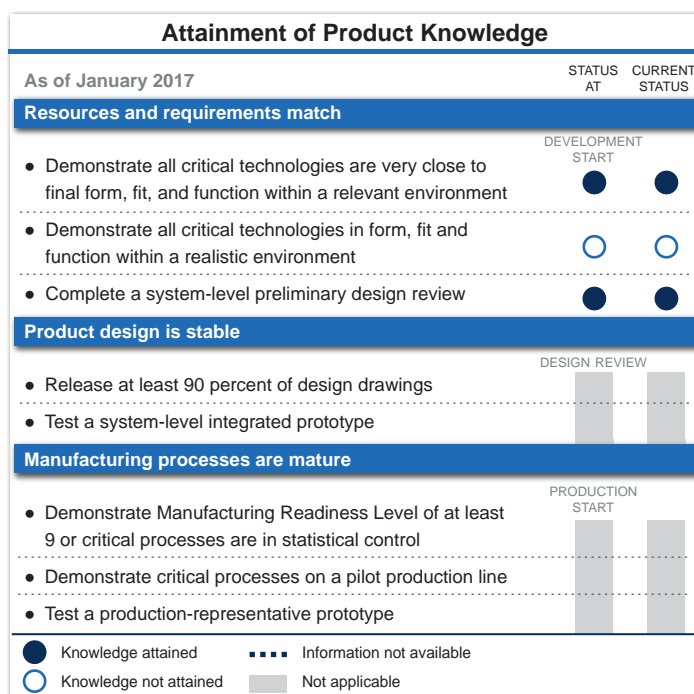 Attainment of Product Knowledge
As of January 2017
STATUS AT
CURRENT STATUS
Resources and requirements match
DEVELOPMENT START
● Demonstrate all critical technologies are very close to
final form, fit, and function within a relevant environment
● Demonstrate all critical technologies in form, fit and
function within a realistic environment
● Complete a system-level preliminary design review
Product design is stable
DESIGN REVIEW
● Release at least 90 percent of design drawings
● Test a system-level integrated prototype
Manufacturing processes are mature
PRODUCTION START
● Demonstrate Manufacturing Readiness Level of at least
9 or critical processes are in statistical control
● Demonstrate critical processes on a pilot production line
● Test a production-representative prototype
Knowledge attained
Information not available
Knowledge not attained
Not applicable